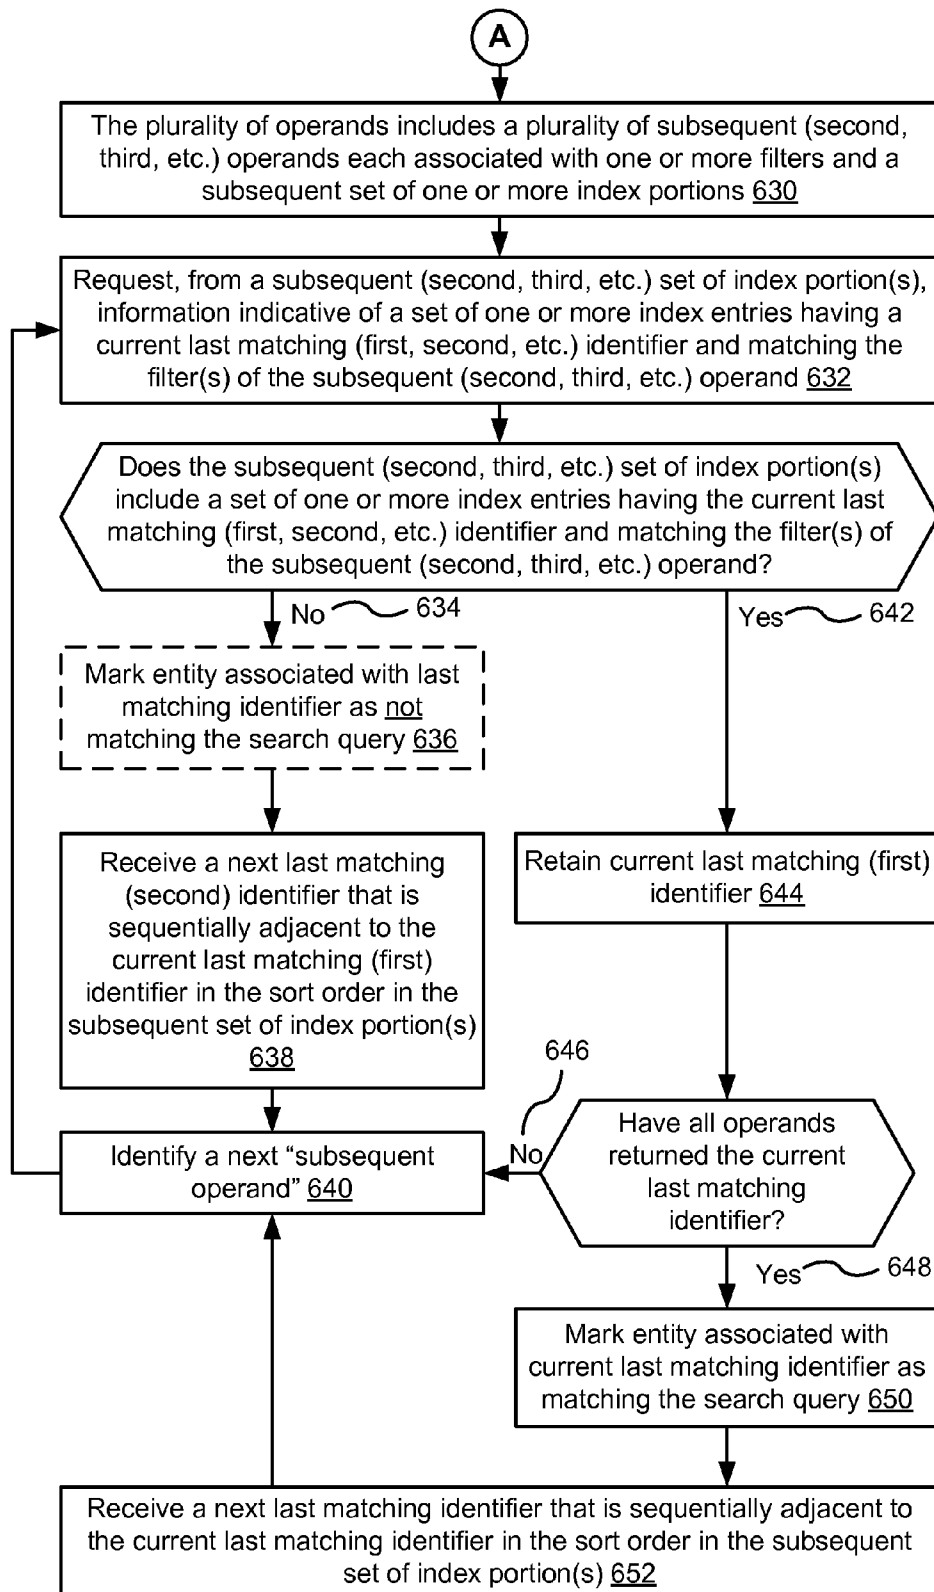 A
The plurality of operands includes a plurality of subsequent (second,
third, etc.) operands each associated with one or more filters and a
subsequent set of one or more index portions 630
Request, from a subsequent (second, third, etc.) set of index portion(s),
information indicative of a set of one or more index entries having a
current last matching (first, second, etc.) identifier and matching the
filter(s) of the subsequent (second, third, etc.) operand 632
Does the subsequent (second, third, etc.) set of index portion(s)
include a set of one or more index entries having the current last
matching (first, second, etc.) identifier and matching the filter(s) of
the subsequent (second, third, etc.) operand?
No 634
Yes 642
Mark entity associated with last
matching identifier as not
matching the search query 636
Receive a next last matching
(second) identifier that is
sequentially adjacent to the
current last matching (first)
identifier in the sort order in the
subsequent set of index portion(s)
638
Retain current last matching (first)
identifier 644
646
No
Have all operands
returned the current
last matching
identifier?
Identify a next “subsequent
operand” 640
Yes 648
Mark entity associated with
current last matching identifier as
matching the search query 650
Receive a next last matching identifier that is sequentially adjacent to
the current last matching identifier in the sort order in the subsequent
set of index portion(s) 652